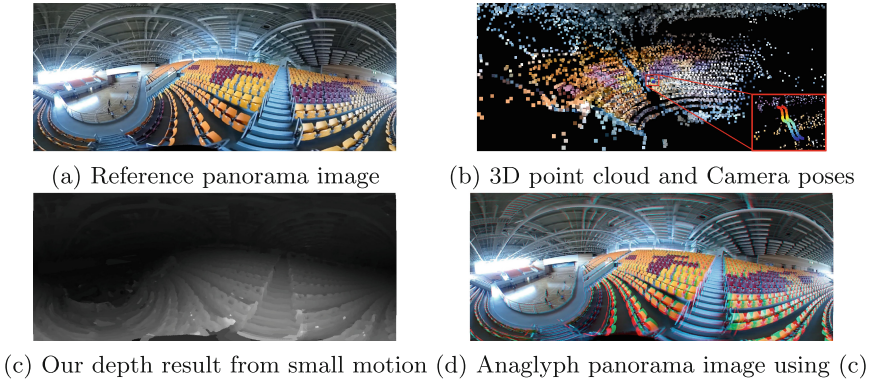 (a) Reference panorama image
(b) 3D point cloud and Camera poses
(c) Our depth result from small motion
(d) Anaglyph panorama image using (c)